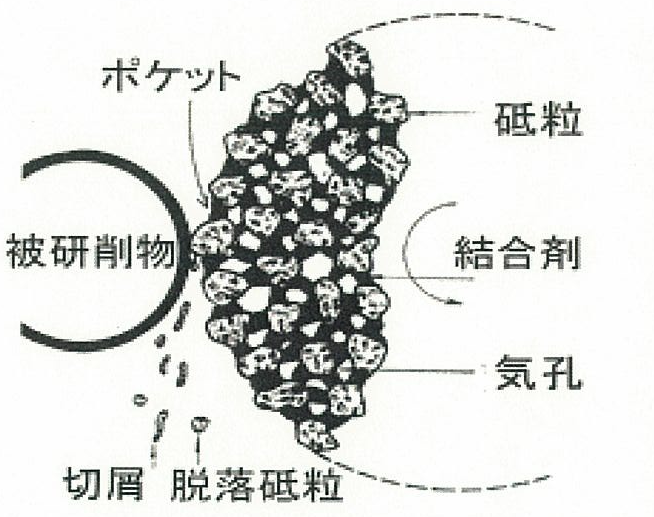 ポケット
砥粒
被研削物
結合剤
気孔
切屑 脱落砥粒